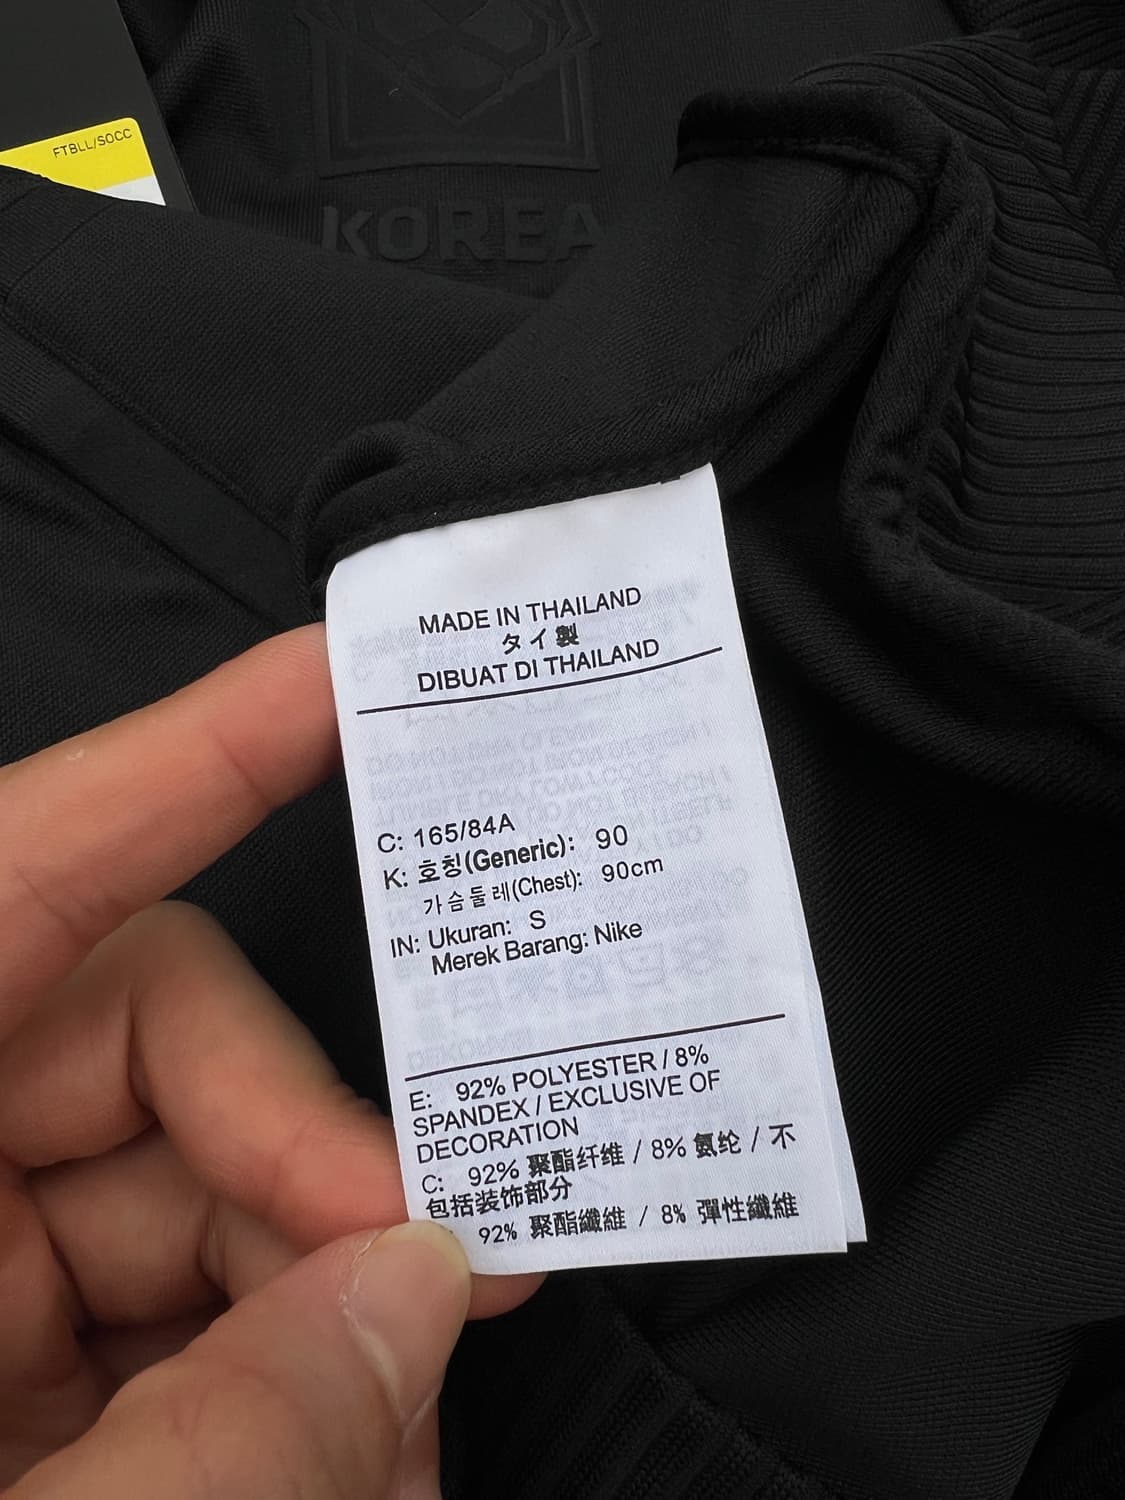 FTBLL/SOCC
KOREA
MADE IN THAILAND
タイ製
DIBUAT DI THAILAND
C: 165/84A
K: 호칭(Generic): 90
가슴둘레(Chest): 90cm
IN: Ukuran: S
Merek Barang: Nike
E: 92% POLYESTER / 8%
SPANDEX / EXCLUSIVE OF
DECORATION
C: 92% 聚酯纤维 / 8% 氨纶 / 不
包括装饰部分
92% 聚酯纖維 / 8% 彈性纖維